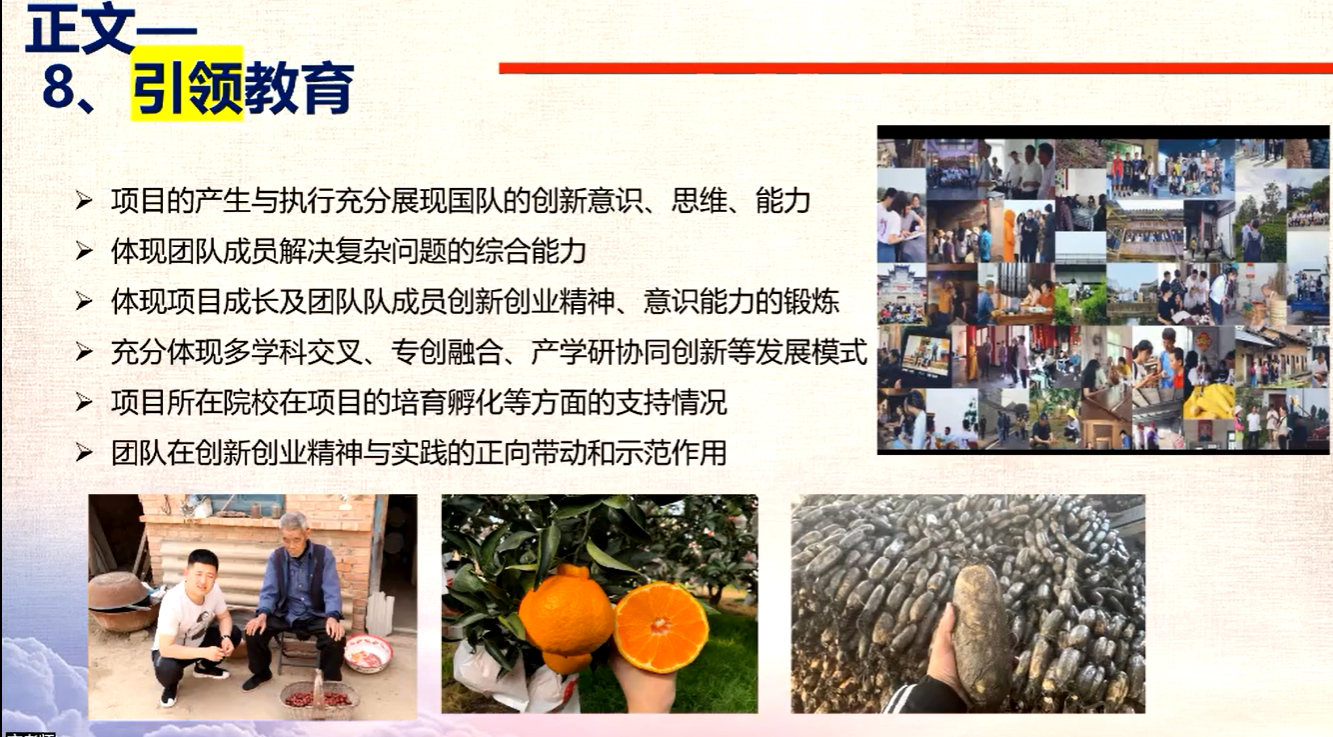 正文—
8、引领教育
项目的产生与执行充分展现国队的创新意识、思维、能力
体现团队成员解决复杂问题的综合能力
体现项目成长及团队队成员创新创业精神、意识能力的锻炼
充分体现多学科交叉、专创融合、产学研协同创新等发展模式
项目所在院校在项目的培育孵化等方面的支持情况
团队在创新创业精神与实践的正向带动和示范作用